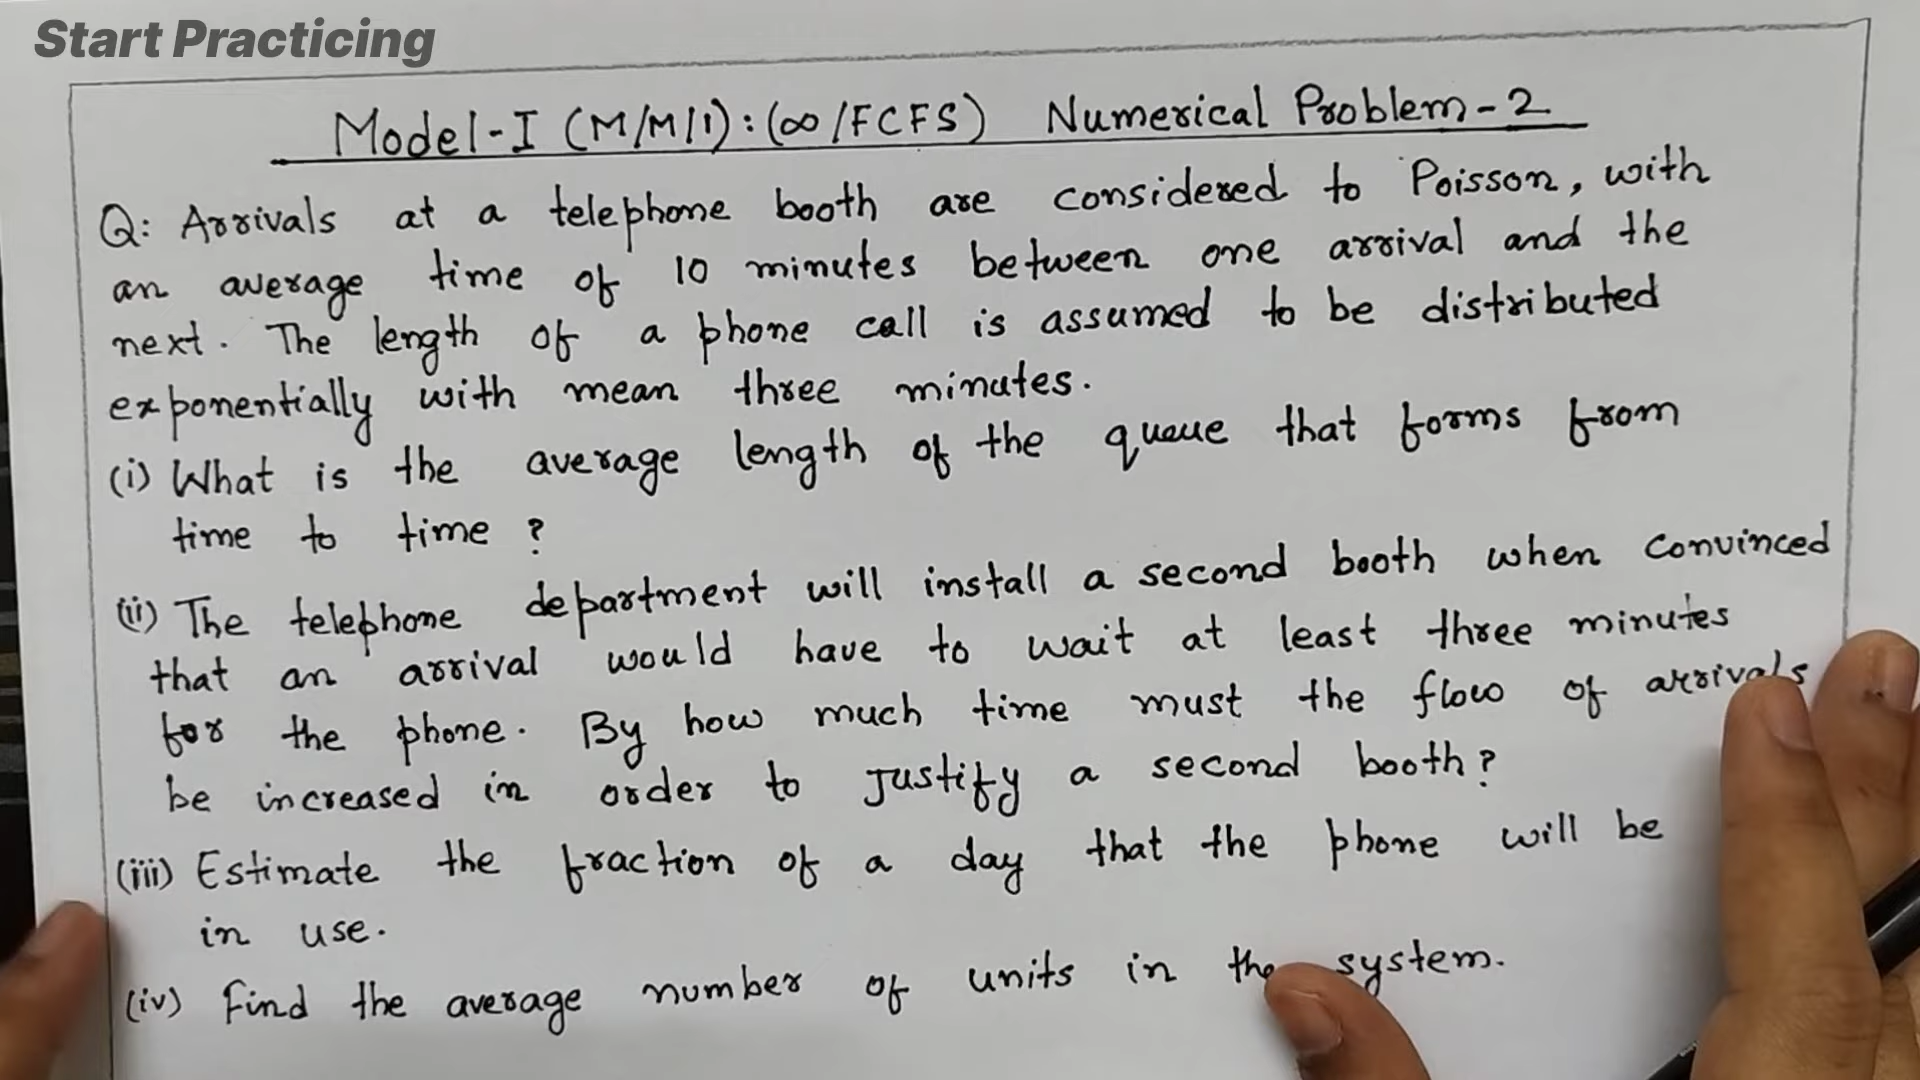 Start Practicing
Model-I (M/M/1):(∞/FCFS) Numerical Problem-2
Q: Arrivals at a telephone booth are considered to Poisson, with
an average time of 10 minutes between one arrival and the
next. The length of a phone call is assumed to be distributed
exponentially with mean three minutes.
(i) What is the average length of the queue that forms from
time to time?
(ii) The telephone department will install a second booth when convinced
that an arrival would have to wait at least three minutes
for the phone. By how much time must the flow of arrivals
be increased in order to justify a second booth?
(iii) Estimate the fraction of a day that the phone will be
in use.
(iv) Find the average number of units in the system.